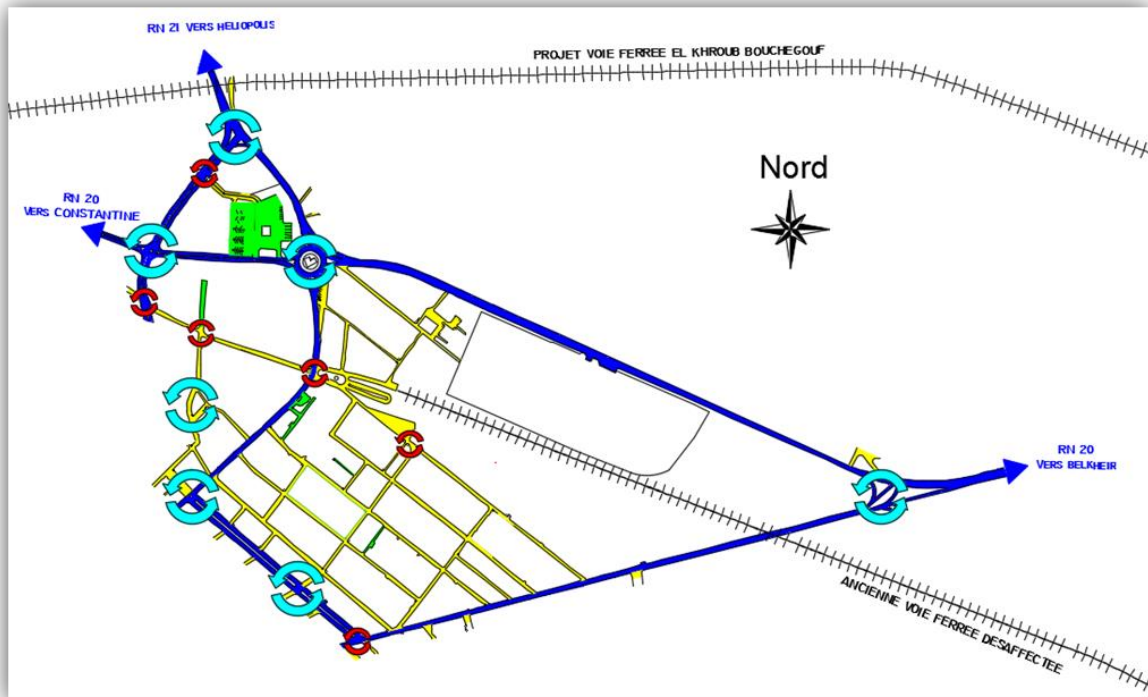 RN 21 VERS HELIOPOLIS
PROJET VOIE FERREE EL KHROUB BOUCHEGOUF
Nord
RN 20
VERS CONSTANTINE
RN 20
VERS BELKHEIR
ANCIENNE VOIE FERREE DESAFFECTEE